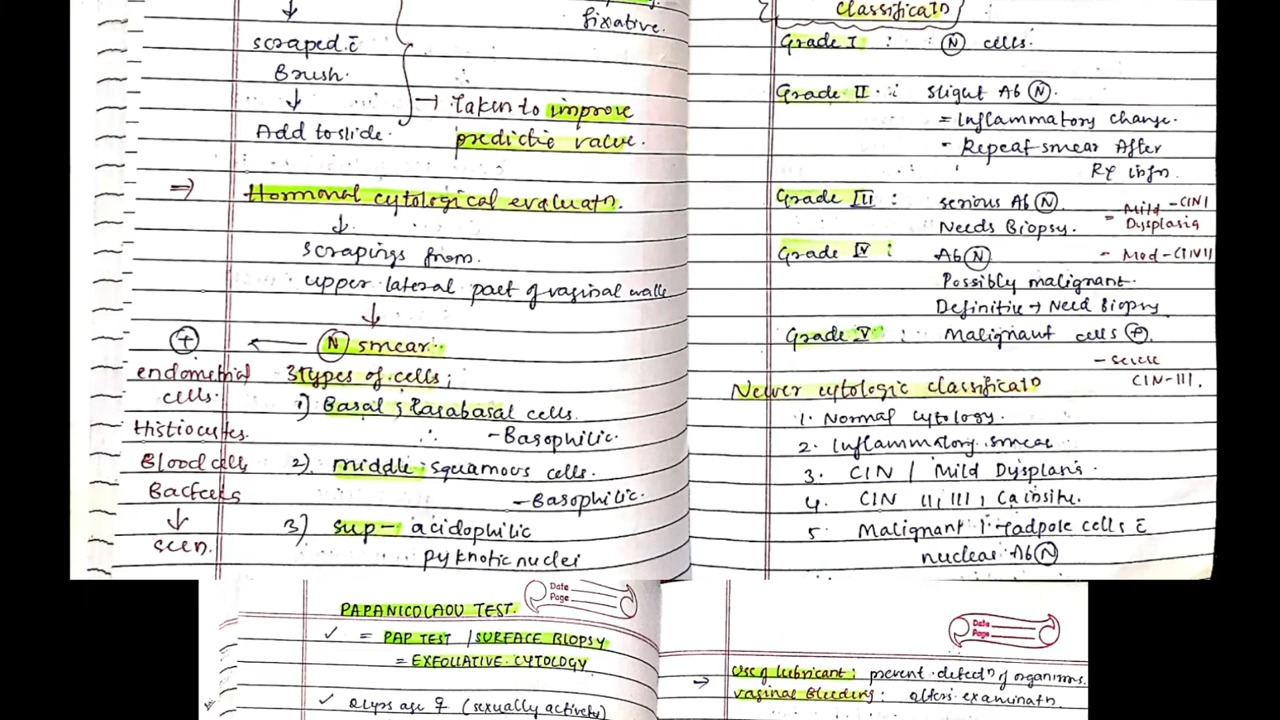 fixative.
scraped c̄
Brush.
↓
Add to slide.
→ Taken to improve
predictie value.
⇒ Hormonal cytological evaluatn.
↓
scrapings from
upper lateral part of vaginal walls
↓
(+) ← (N) smear.
endometrial
cells.
Histiocytes.
Blood cells
Bacteria
↓
seen.
3 types of cells;
1) Basal & Parabasal cells.
-Basophilic.
2) middle squamous cells.
-Basophilic.
3) sup- acidophilic
pyknotic nuclei
classificatn
Grade I : (N) cells.
Grade II : Slight Ab (N).
= Inflammatory change.
- Repeat smear After
Rx infn.
Grade III : serious Ab (N). = Mild -CIN I
Dysplasia
Needs Biopsy.
Grade IV : Ab (N) - Mod-CIN II
Possibly malignant.
Definitie → Need Biopsy
Grade V : Malignant cells (+).
- severe
CIN-III.
Newer cytologic classificatn
1. Normal cytology.
2. Inflammatory smear
3. CIN I Mild Dysplasia.
4. CIN II, III, Ca insitu.
5. Malignant : tadpole cells c̄
nuclear Ab (N)
Date
Page
PAPANICOLAOU TEST.
✓ = PAP TEST / SURFACE BIOPSY
= EXFOLIATIVE CYTOLOGY
✓ 21yrs age ♀ (sexually active)
Date
Page
→ Use of lubricant : prevent detectn of organisms.
vaginal Bleeding : alters examinatn